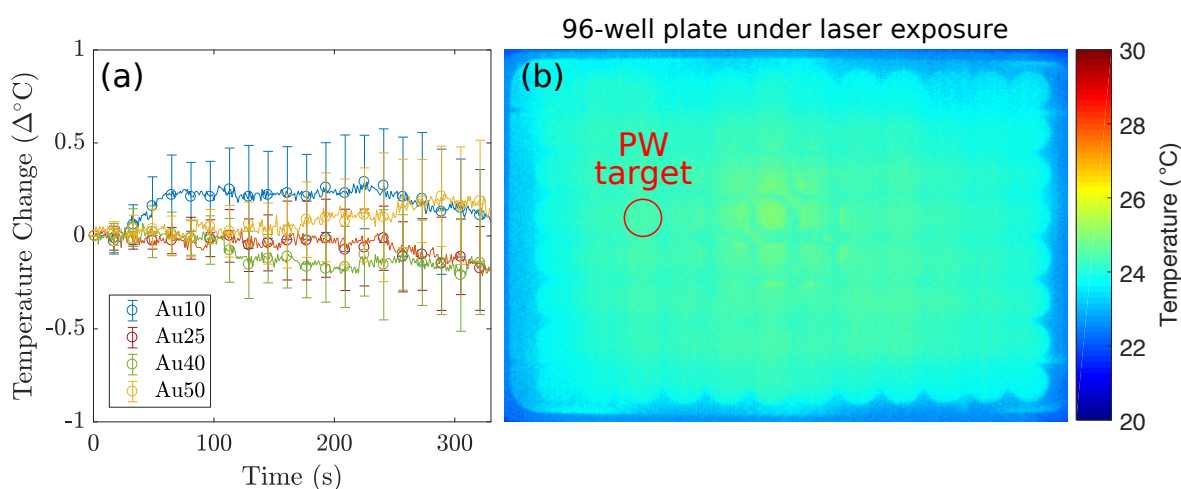 96-well plate under laser exposure
(a)
Temperature Change (Δ°C)
1
0.5
0
-0.5
-1
Au10
Au25
Au40
Au50
0
100
200
300
Time (s)
(b)
PW
target
30
28
26
24
22
20
Temperature (°C)